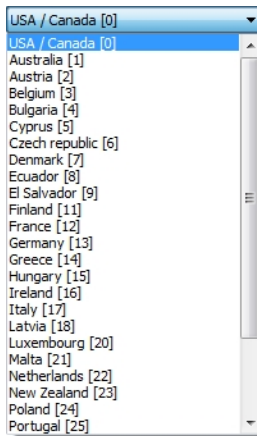 USA / Canada [0]
USA / Canada [0]
Australia [1]
Austria [2]
Belgium [3]
Bulgaria [4]
Cyprus [5]
Czech republic [6]
Denmark [7]
Ecuador [8]
El Salvador [9]
Finland [11]
France [12]
Germany [13]
Greece [14]
Hungary [15]
Ireland [16]
Italy [17]
Latvia [18]
Luxembourg [20]
Malta [21]
Netherlands [22]
New Zealand [23]
Poland [24]
Portugal [25]